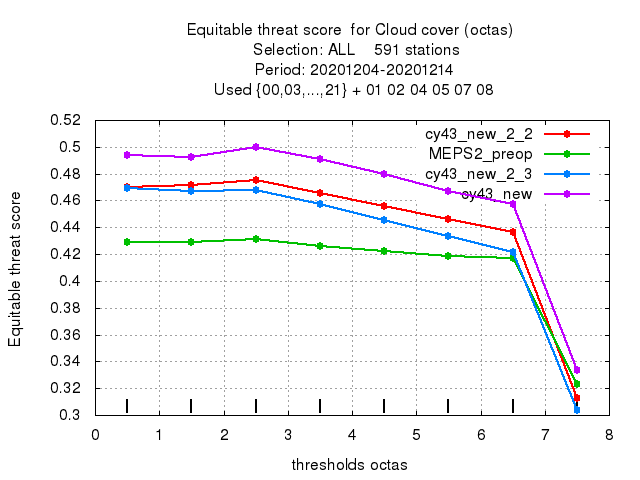 Equitable threat score  for Cloud cover (octas)
Selection: ALL    591 stations
Period: 20201204-20201214
Used {00,03,...,21} + 01 02 04 05 07 08
cy43_new_2_2
MEPS2_preop
cy43_new_2_3
cy43_new
Equitable threat score
0.52
0.5
0.48
0.46
0.44
0.42
0.4
0.38
0.36
0.34
0.32
0.3
0 1 2 3 4 5 6 7 8
thresholds octas